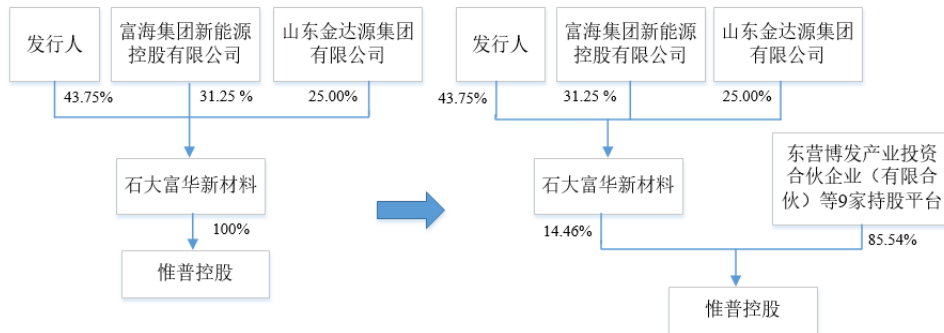 发行人
富海集团新能源
控股有限公司
山东金达源集团
有限公司
43.75%
31.25 %
25.00%
石大富华新材料
100%
惟普控股
发行人
富海集团新能源
控股有限公司
山东金达源集团
有限公司
43.75%
31.25 %
25.00%
石大富华新材料
东营博发产业投资
合伙企业（有限合
伙）等9家持股平台
14.46%
85.54%
惟普控股